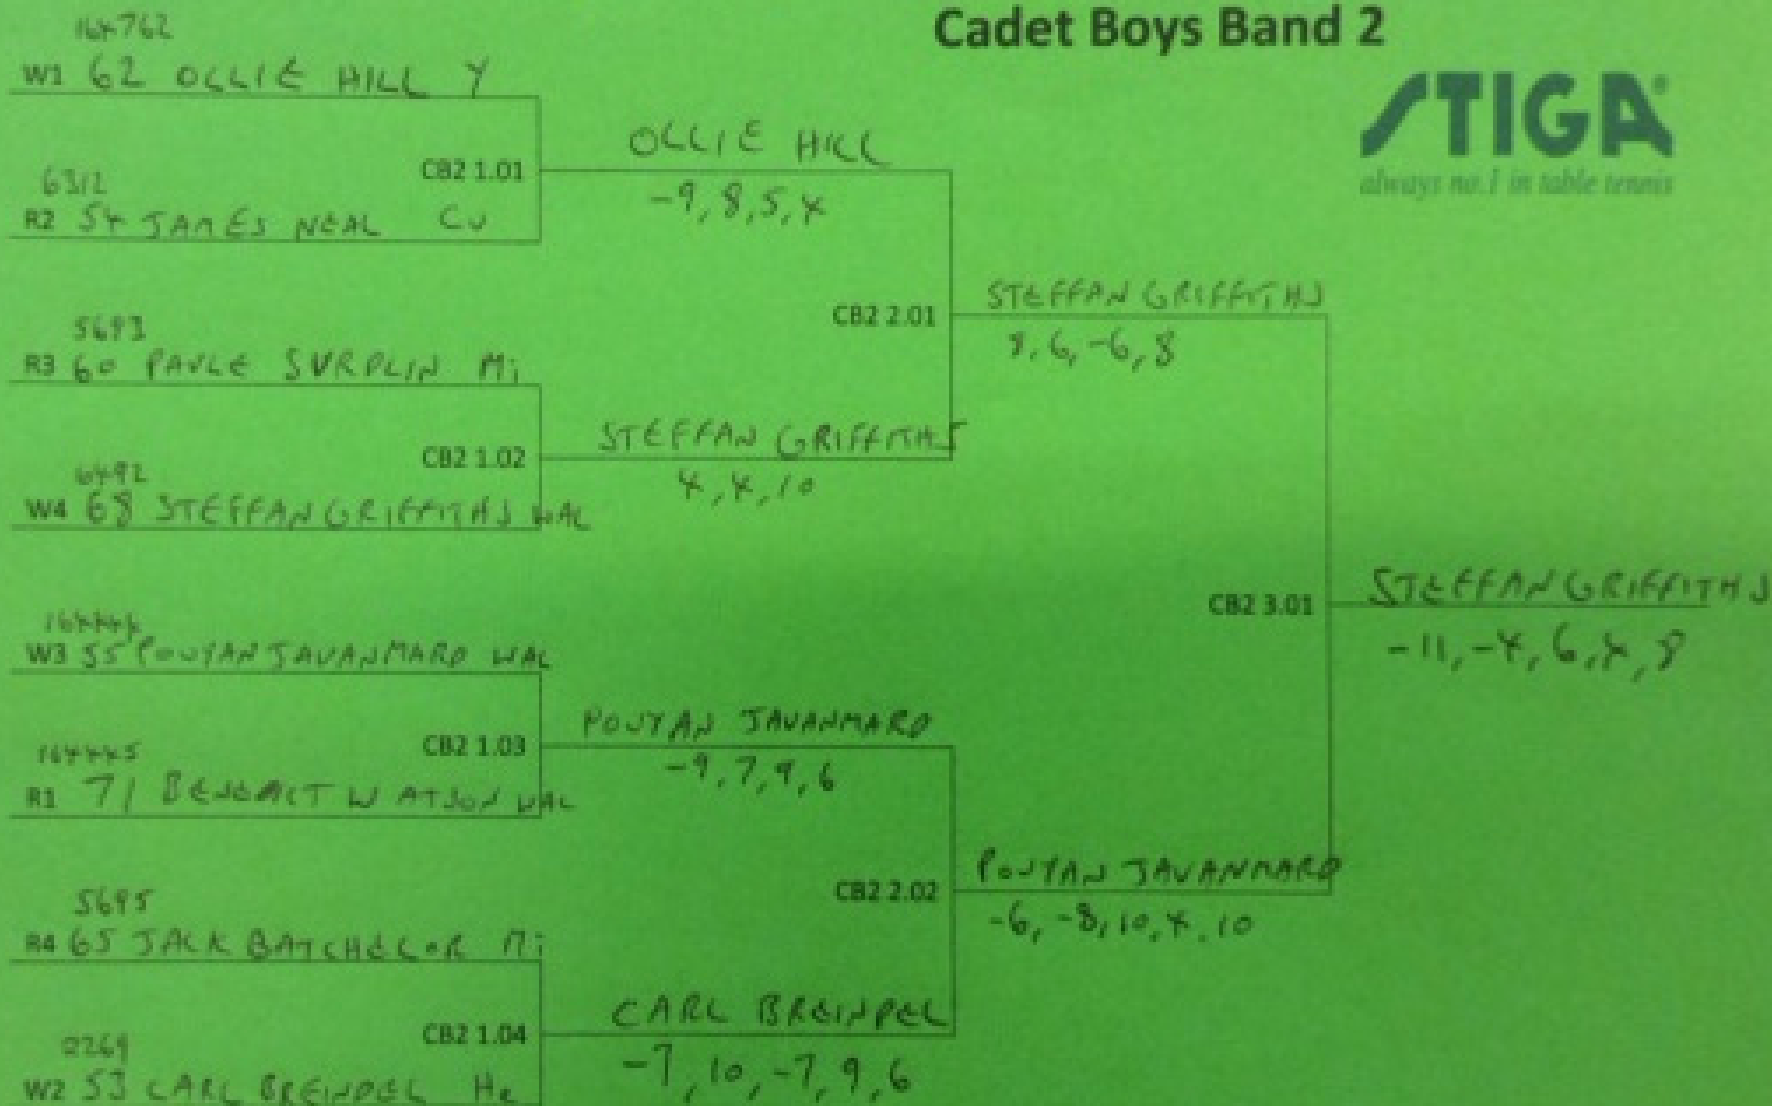 Cadet Boys Band 2
STIGA
always no.1 in table tennis
164762
W1 62 OLLIE HILL Y
CB2 1.01
6312
R2 54 JAMES NEAL Cu
OLLIE HILL
-9, 8, 5, 4
5693
R3 60 PAULE SURPLIN Mi
CB2 1.02
6492
W4 68 STEFFAN GRIFFITHS WAL
STEFFAN GRIFFITHS
4, 4, 10
CB2 2.01
STEFFAN GRIFFITHS
8, 6, -6, 8
W3 55 POUYAN JAVANMARD WAL
CB2 1.03
164445
R1 71 BENEDICT WATSON WAL
POUYAN JAVANMARD
-9, 7, 9, 6
5695
R4 65 JACK BATCHELOR Mi
CB2 1.04
0269
W2 53 CARL BREINDEL He
CARL BREINDEL
-7, 10, -7, 9, 6
CB2 2.02
POUYAN JAVANMARD
-6, -8, 10, 4, 10
CB2 3.01
STEFFAN GRIFFITHS
-11, -4, 6, 4, 8